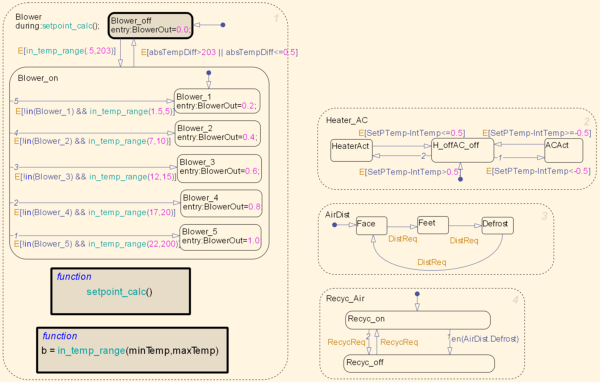 Blower
during:setpoint_calc();
1
Blower_off
entry:BlowerOut=0.0;
E[in_temp_range(.5,203)]
E[absTempDiff>203 || absTempDiff<=0.5]
Blower_on
5
E[!in(Blower_1) && in_temp_range(1.5,5)]
Blower_1
entry:BlowerOut=0.2;
4
E[!in(Blower_2) && in_temp_range(7,10)]
Blower_2
entry:BlowerOut=0.4;
3
E[!in(Blower_3) && in_temp_range(12,15)]
Blower_3
entry:BlowerOut=0.6;
2
E[!in(Blower_4) && in_temp_range(17,20)]
Blower_4
entry:BlowerOut=0.8
1
E[!in(Blower_5) && in_temp_range(22,200)]
Blower_5
entry:BlowerOut=1.0
function
setpoint_calc()
function
b = in_temp_range(minTemp,maxTemp)
Heater_AC
2
E[SetPTemp-IntTemp<=0.5]
E[SetPTemp-IntTemp>=-0.5]
HeaterAct
H_offAC_off
ACAct
2
1
E[SetPTemp-IntTemp>0.5]
E[SetPTemp-IntTemp<-0.5]
AirDist
3
Face
Feet
Defrost
DistReq
DistReq
DistReq
Recyc_Air
4
Recyc_on
2
RecycReq
RecycReq
1
en(AirDist.Defrost)
Recyc_off